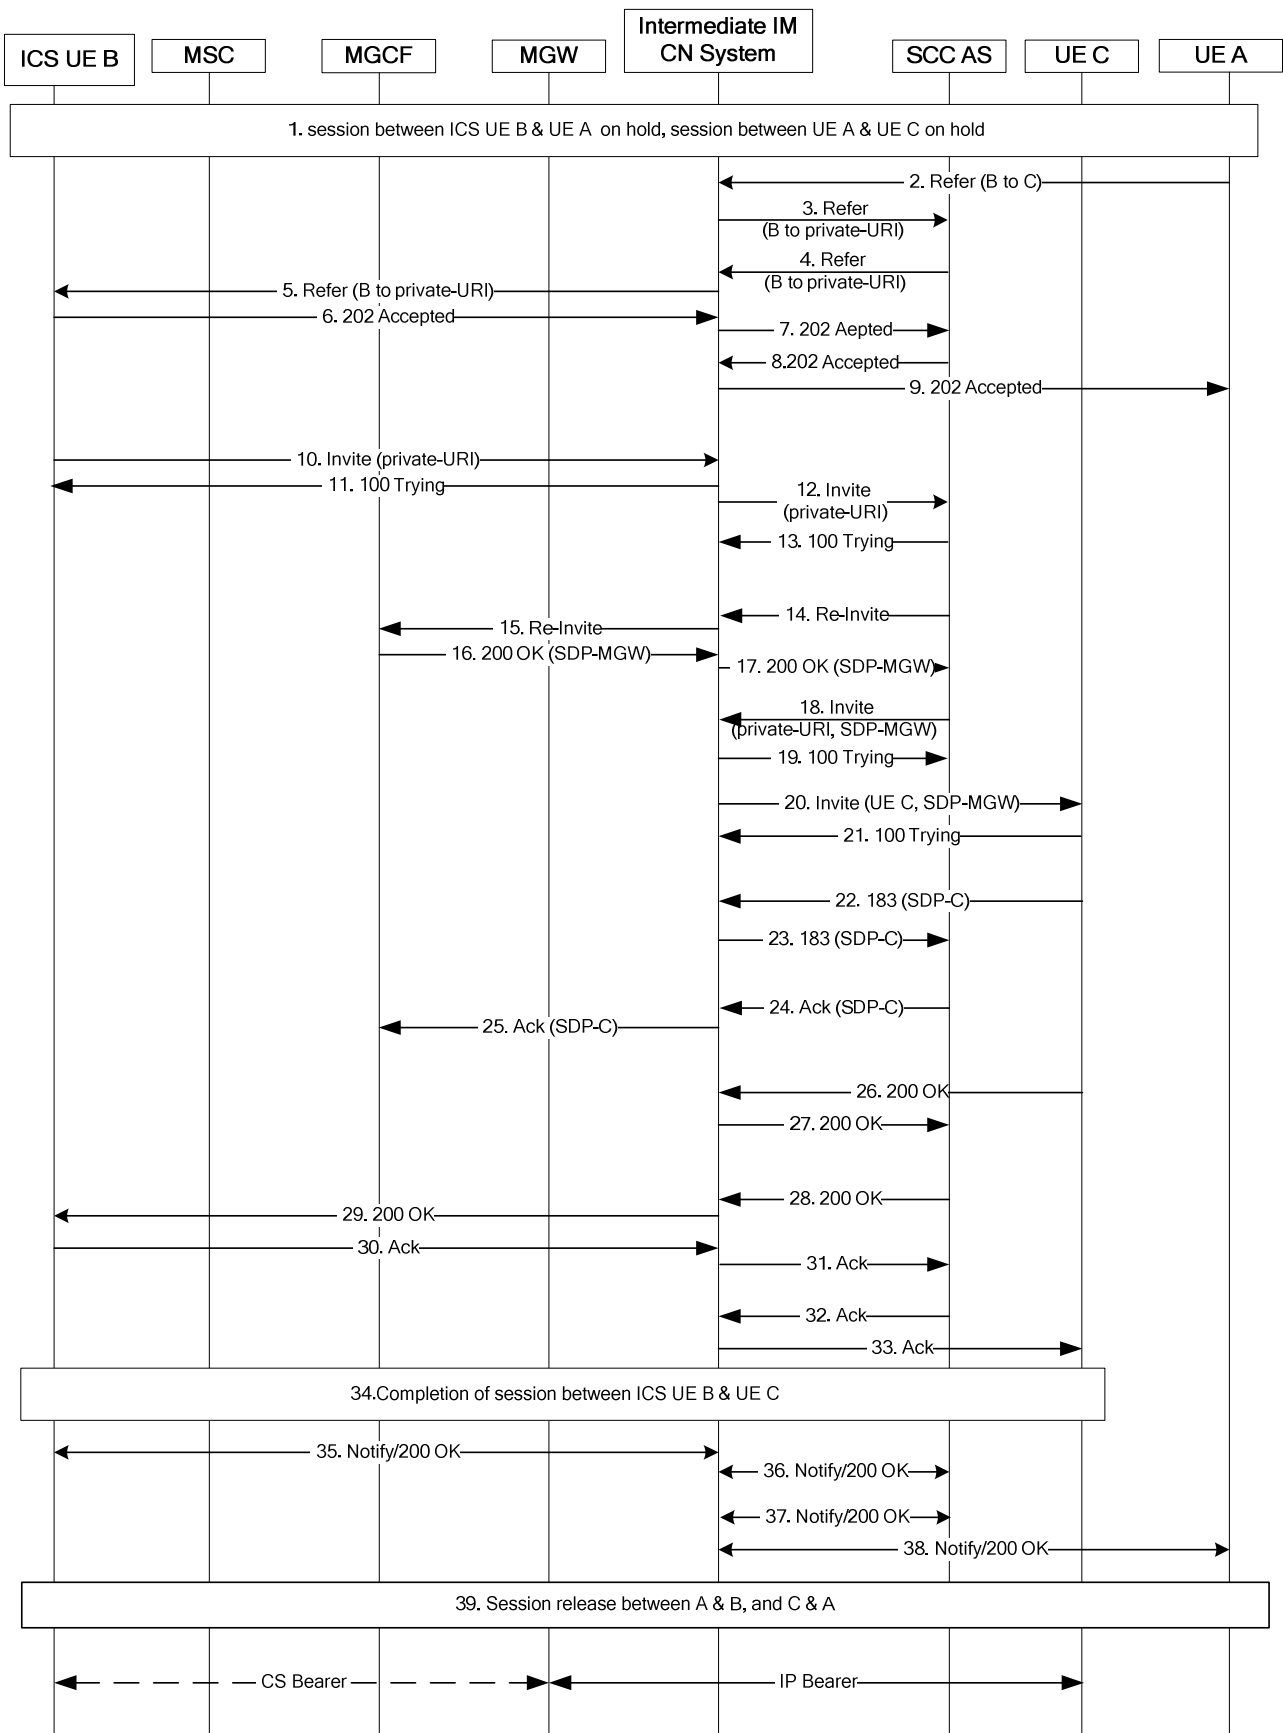 ICS UE B
MSC
MGCF
MGW
Intermediate IM
CN System
SCC AS
UE C
UE A
1. session between ICS UE B & UE A on hold, session between UE A & UE C on hold
2. Refer (B to C)
3. Refer
(B to private-URI)
4. Refer
(B to private-URI)
5. Refer (B to private-URI)
6. 202 Accepted
7. 202 Aepted
8.202 Accepted
9. 202 Accepted
10. Invite (private-URI)
11. 100 Trying
12. Invite
(private-URI)
13. 100 Trying
14. Re-Invite
15. Re-Invite
16. 200 OK (SDP-MGW)
17. 200 OK (SDP-MGW)
18. Invite
(private-URI, SDP-MGW)
19. 100 Trying
20. Invite (UE C, SDP-MGW)
21. 100 Trying
22. 183 (SDP-C)
23. 183 (SDP-C)
24. Ack (SDP-C)
25. Ack (SDP-C)
26. 200 OK
27. 200 OK
28. 200 OK
29. 200 OK
30. Ack
31. Ack
32. Ack
33. Ack
34.Completion of session between ICS UE B & UE C
35. Notify/200 OK
36. Notify/200 OK
37. Notify/200 OK
38. Notify/200 OK
39. Session release between A & B, and C & A
CS Bearer
IP Bearer